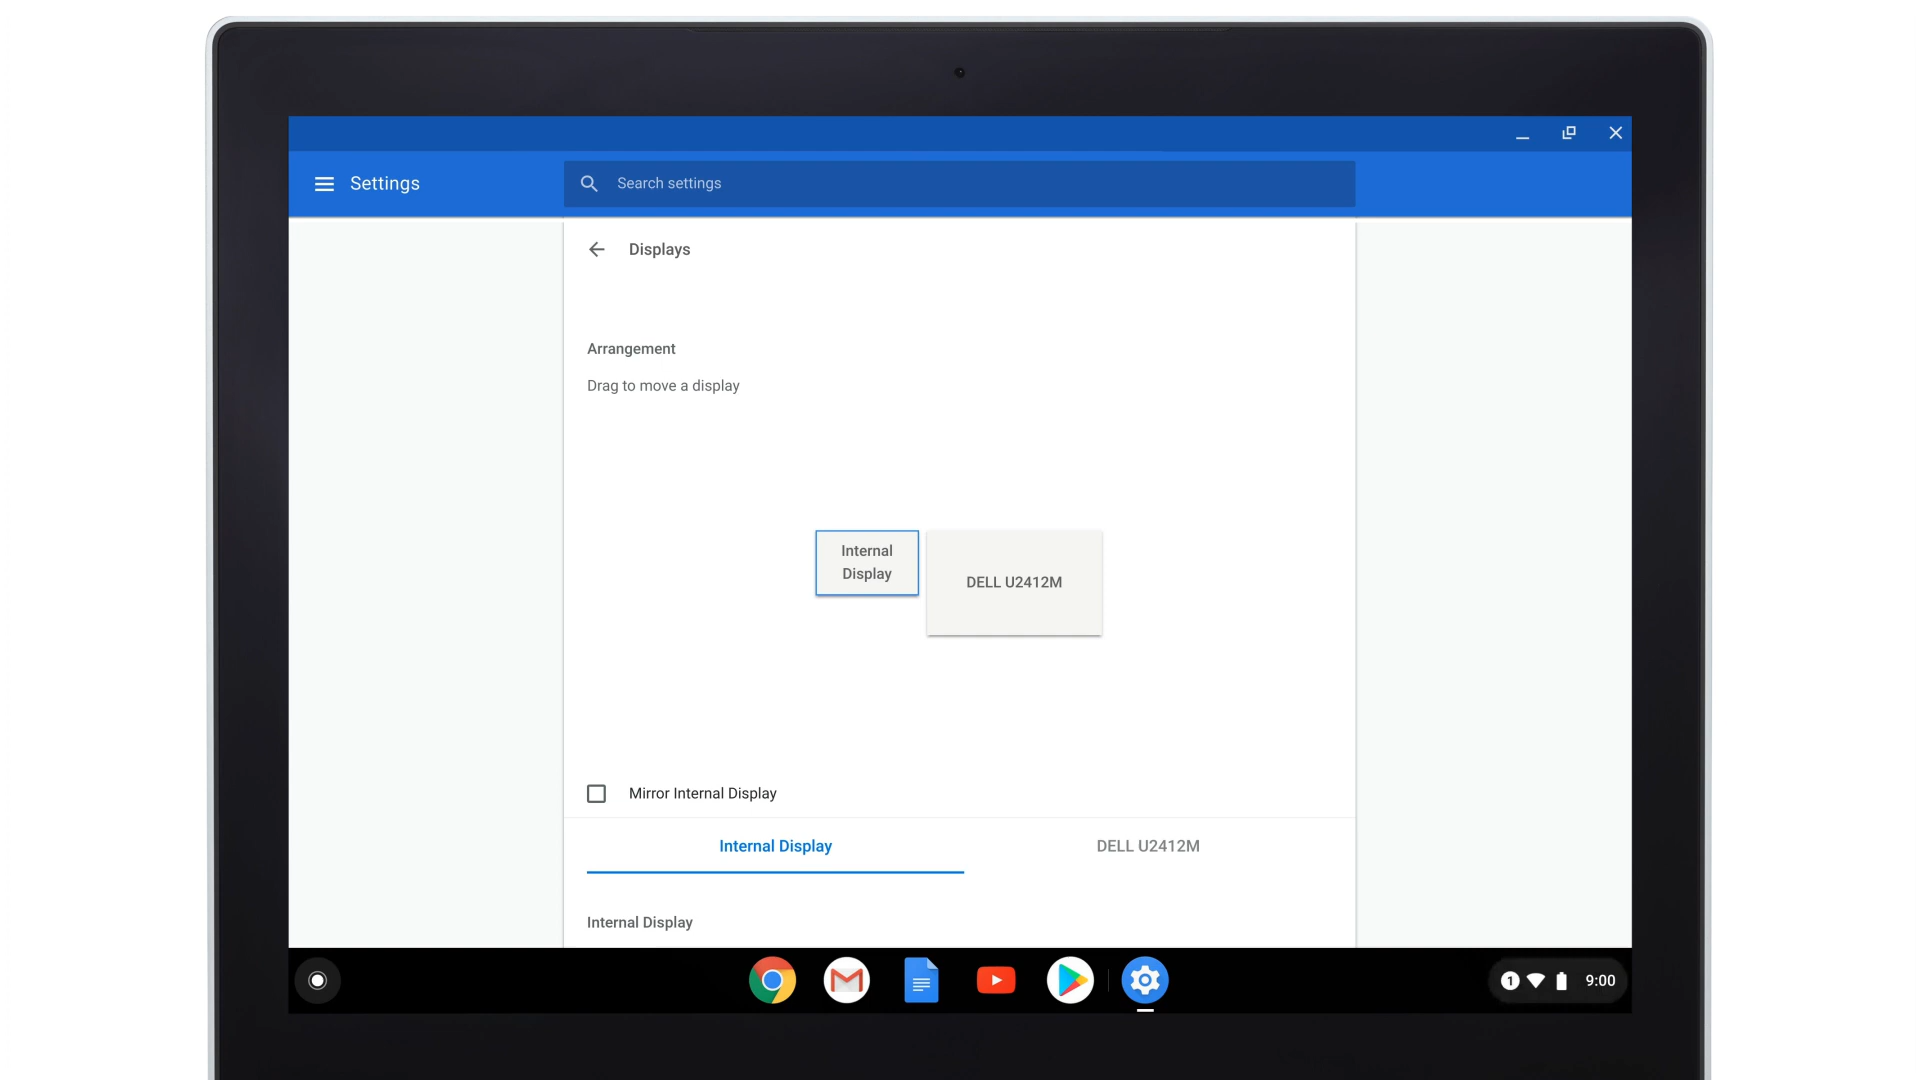 Settings
Search settings
Displays
Arrangement
Drag to move a display
Internal
Display
DELL U2412M
Mirror Internal Display
Internal Display
DELL U2412M
Internal Display
1
9:00